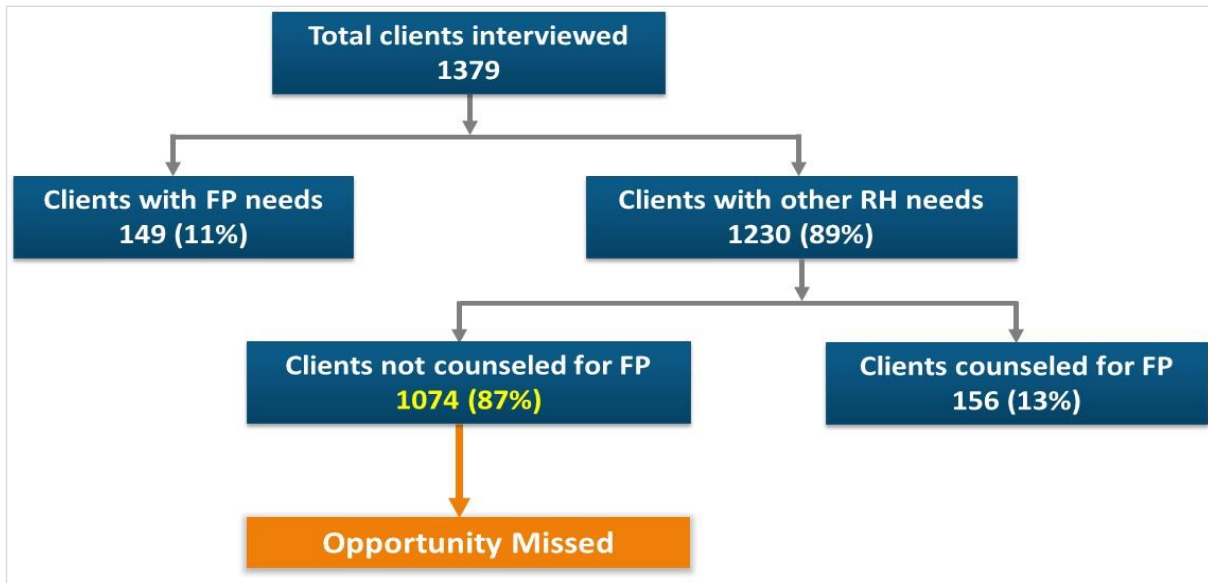 Total clients interviewed
1379
Clients with FP needs
149 (11%)
Clients with other RH needs
1230 (89%)
Clients not counseled for FP
1074 (87%)
Clients counseled for FP
156 (13%)
Opportunity Missed